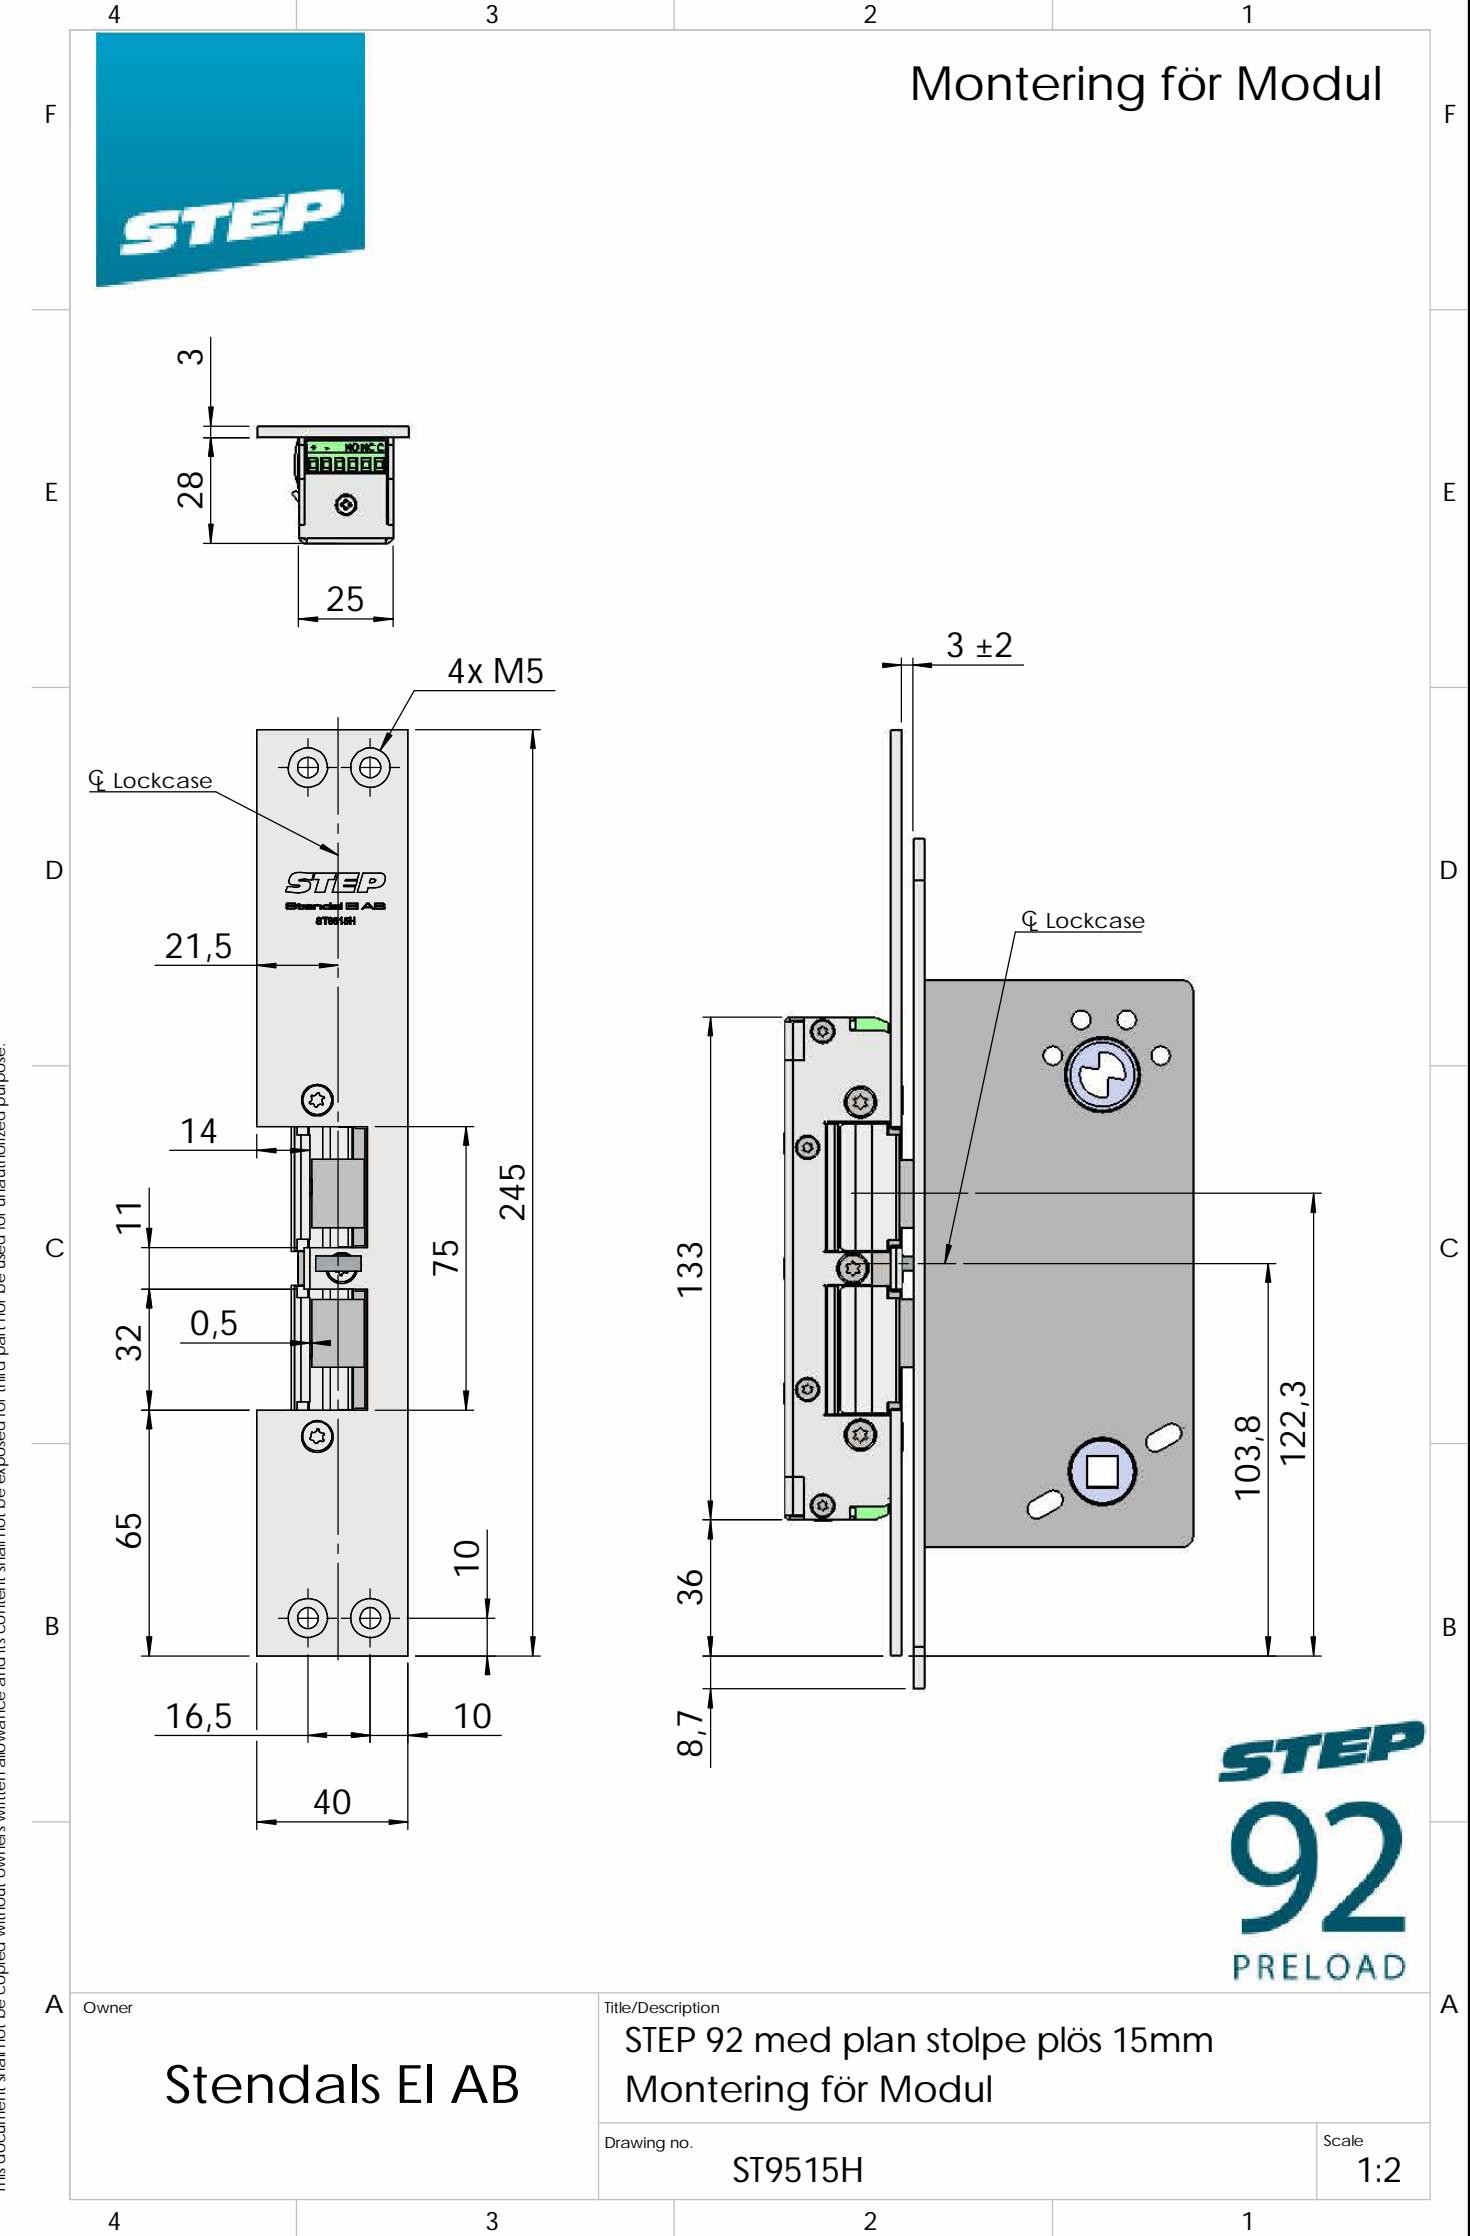 4 3 2 1
Montering för Modul
STEP
F F
3
+ - NO NC C
28
E E
25
3 ±2
4x M5
℄ Lockcase
D D
STEP
Stendal El AB
ST9515H
℄ Lockcase
21,5
14
11
245
C C
75
133
32
0,5
122,3
103,8
65
10
36
B B
16,5
10
8,7
40
STEP
92
PRELOAD
This document shall not be copied without owners written allowance and its content shall not be exposed for third part nor be used for unauthorized purpose.
A A
Owner
Stendals El AB
Title/Description
STEP 92 med plan stolpe plös 15mm
Montering för Modul
Drawing no.
ST9515H
Scale
1:2
4 3 2 1